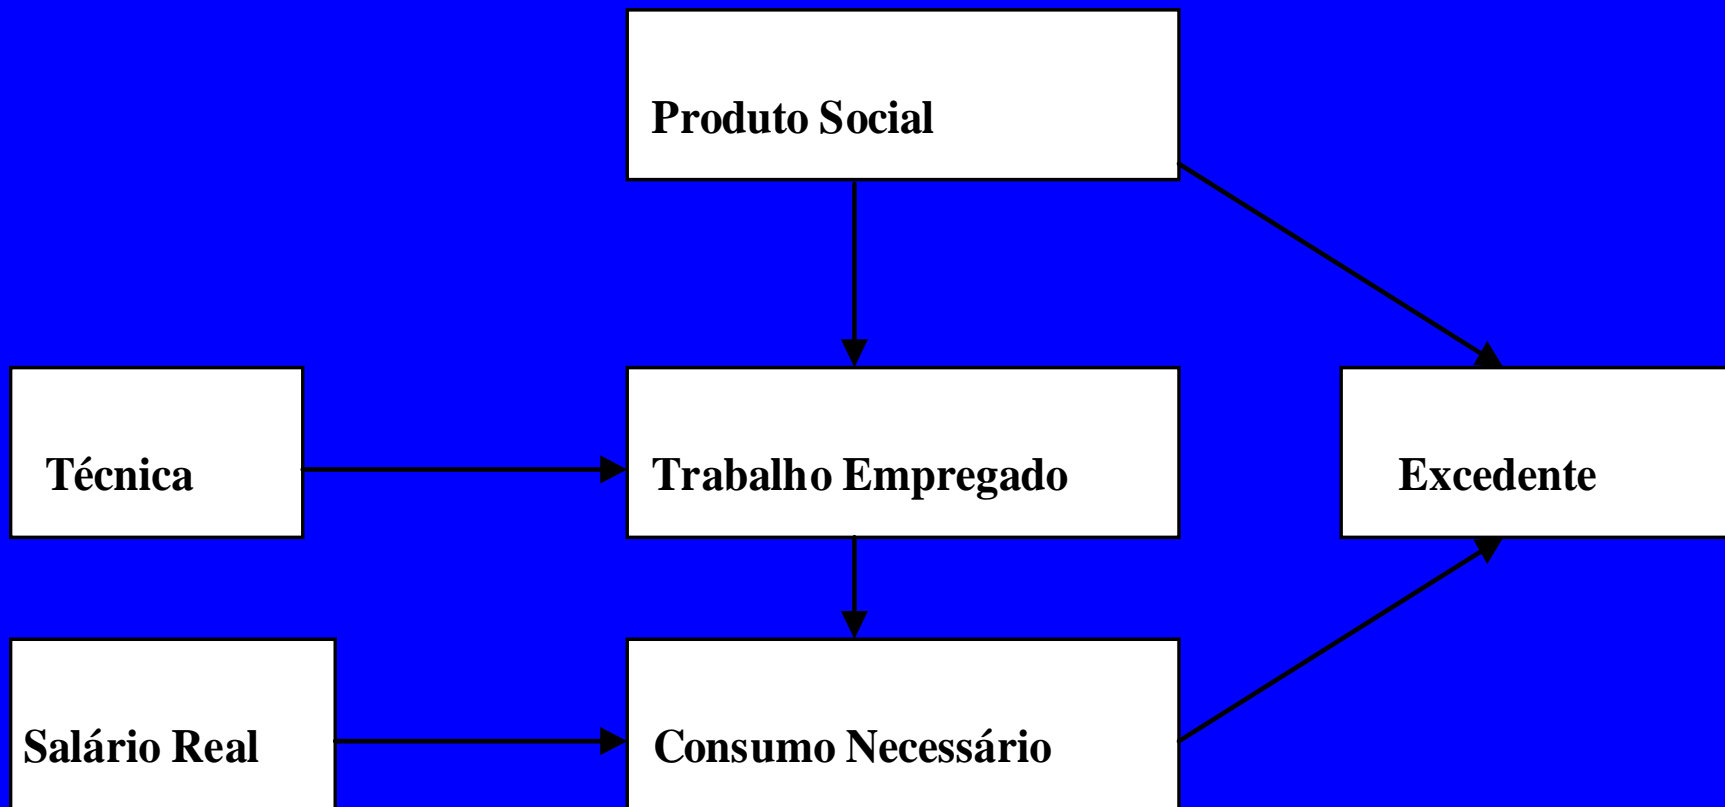 Produto Social
Técnica
Trabalho Empregado
Excedente
Salário Real
Consumo Necessário